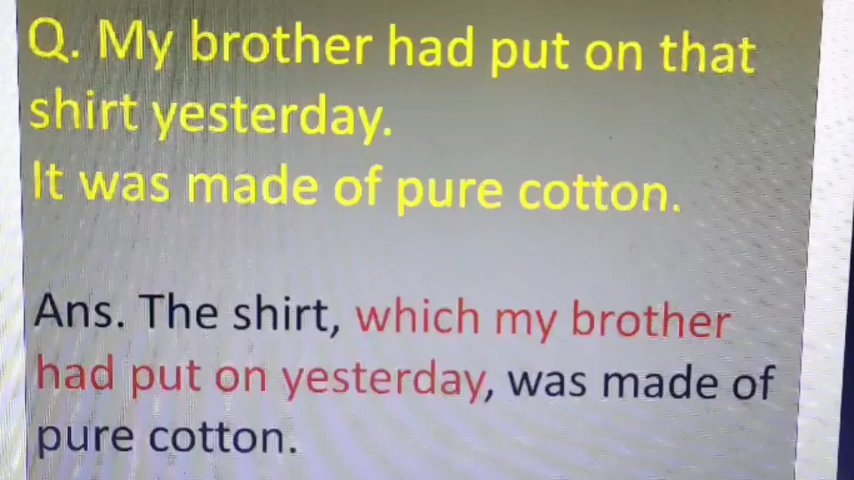 Q. My brother had put on that
shirt yesterday.
It was made of pure cotton.
Ans. The shirt, which my brother
had put on yesterday, was made of
pure cotton.